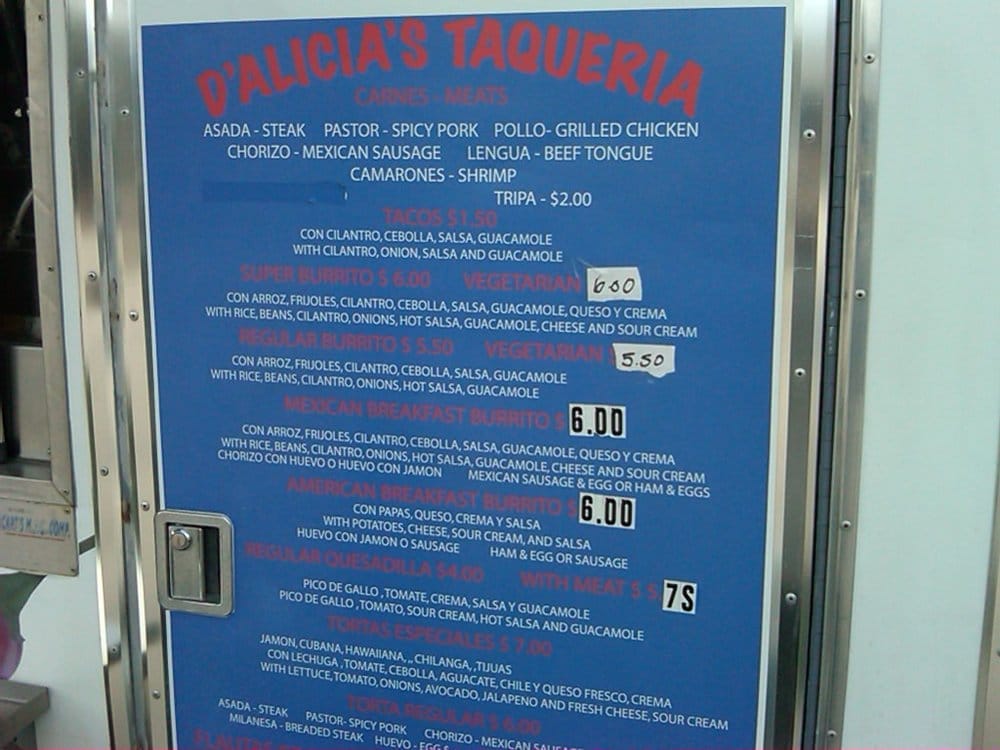 D'ALICIA'S TAQUERIA
CARNES - MEATS
ASADA - STEAK PASTOR - SPICY PORK POLLO- GRILLED CHICKEN
CHORIZO - MEXICAN SAUSAGE LENGUA - BEEF TONGUE
CAMARONES - SHRIMP
TRIPA - $2.00
TACOS $1.50
CON CILANTRO, CEBOLLA, SALSA, GUACAMOLE
WITH CILANTRO, ONION, SALSA AND GUACAMOLE
SUPER BURRITO $ 6.00 VEGETARIAN 600
CON ARROZ, FRIJOLES, CILANTRO, CEBOLLA, SALSA, GUACAMOLE, QUESO Y CREMA
WITH RICE, BEANS, CILANTRO, ONIONS, HOT SALSA, GUACAMOLE, CHEESE AND SOUR CREAM
REGULAR BURRITO $ 5.50 VEGETARIAN 5.50
CON ARROZ, FRIJOLES, CILANTRO, CEBOLLA, SALSA, GUACAMOLE
WITH RICE, BEANS, CILANTRO, ONIONS, HOT SALSA, GUACAMOLE
MEXICAN BREAKFAST BURRITO $ 6.00
CON ARROZ, FRIJOLES, CILANTRO, CEBOLLA, SALSA, GUACAMOLE, QUESO Y CREMA
WITH RICE, BEANS, CILANTRO, ONIONS, HOT SALSA, GUACAMOLE, CHEESE AND SOUR CREAM
CHORIZO CON HUEVO O HUEVO CON JAMON MEXICAN SAUSAGE & EGG OR HAM & EGGS
AMERICAN BREAKFAST BURRITO $ 6.00
CON PAPAS, QUESO, CREMA Y SALSA
WITH POTATOES, CHEESE, SOUR CREAM, AND SALSA
HUEVO CON JAMON O SAUSAGE HAM & EGG OR SAUSAGE
REGULAR QUESADILLA $4.00 WITH MEAT $ 5 7S
PICO DE GALLO ,TOMATE, CREMA, SALSA Y GUACAMOLE
PICO DE GALLO ,TOMATO, SOUR CREAM, HOT SALSA AND GUACAMOLE
TORTAS ESPECIALES $ 7.00
JAMON, CUBANA, HAWAIIANA, ,, CHILANGA, ,TIJUAS
CON LECHUGA ,TOMATE, CEBOLLA, AGUACATE, CHILE Y QUESO FRESCO, CREMA
WITH LETTUCE, TOMATO, ONIONS, AVOCADO, JALAPENO AND FRESH CHEESE, SOUR CREAM
TORTA REGULAR $ 6.00
ASADA - STEAK PASTOR- SPICY PORK CHORIZO - MEXICAN
MILANESA - BREADED STEAK HUEVO - EGG